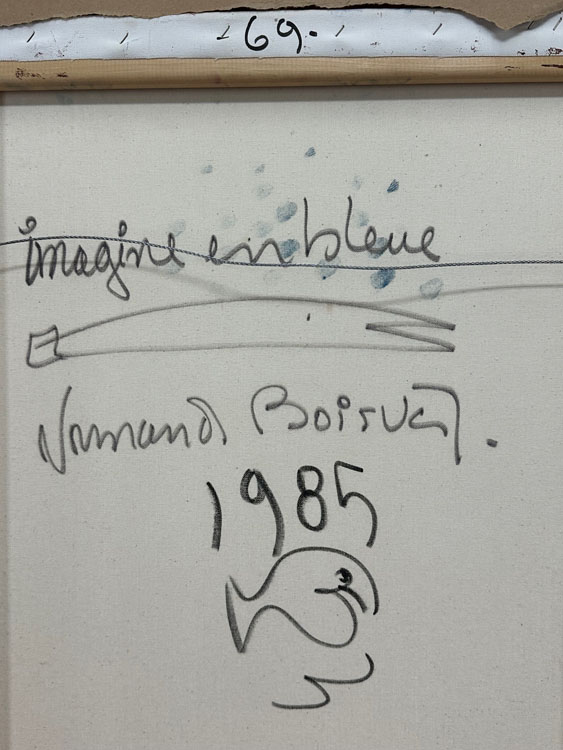 69.
imagine en bleue
Normand Boisvert.
1985